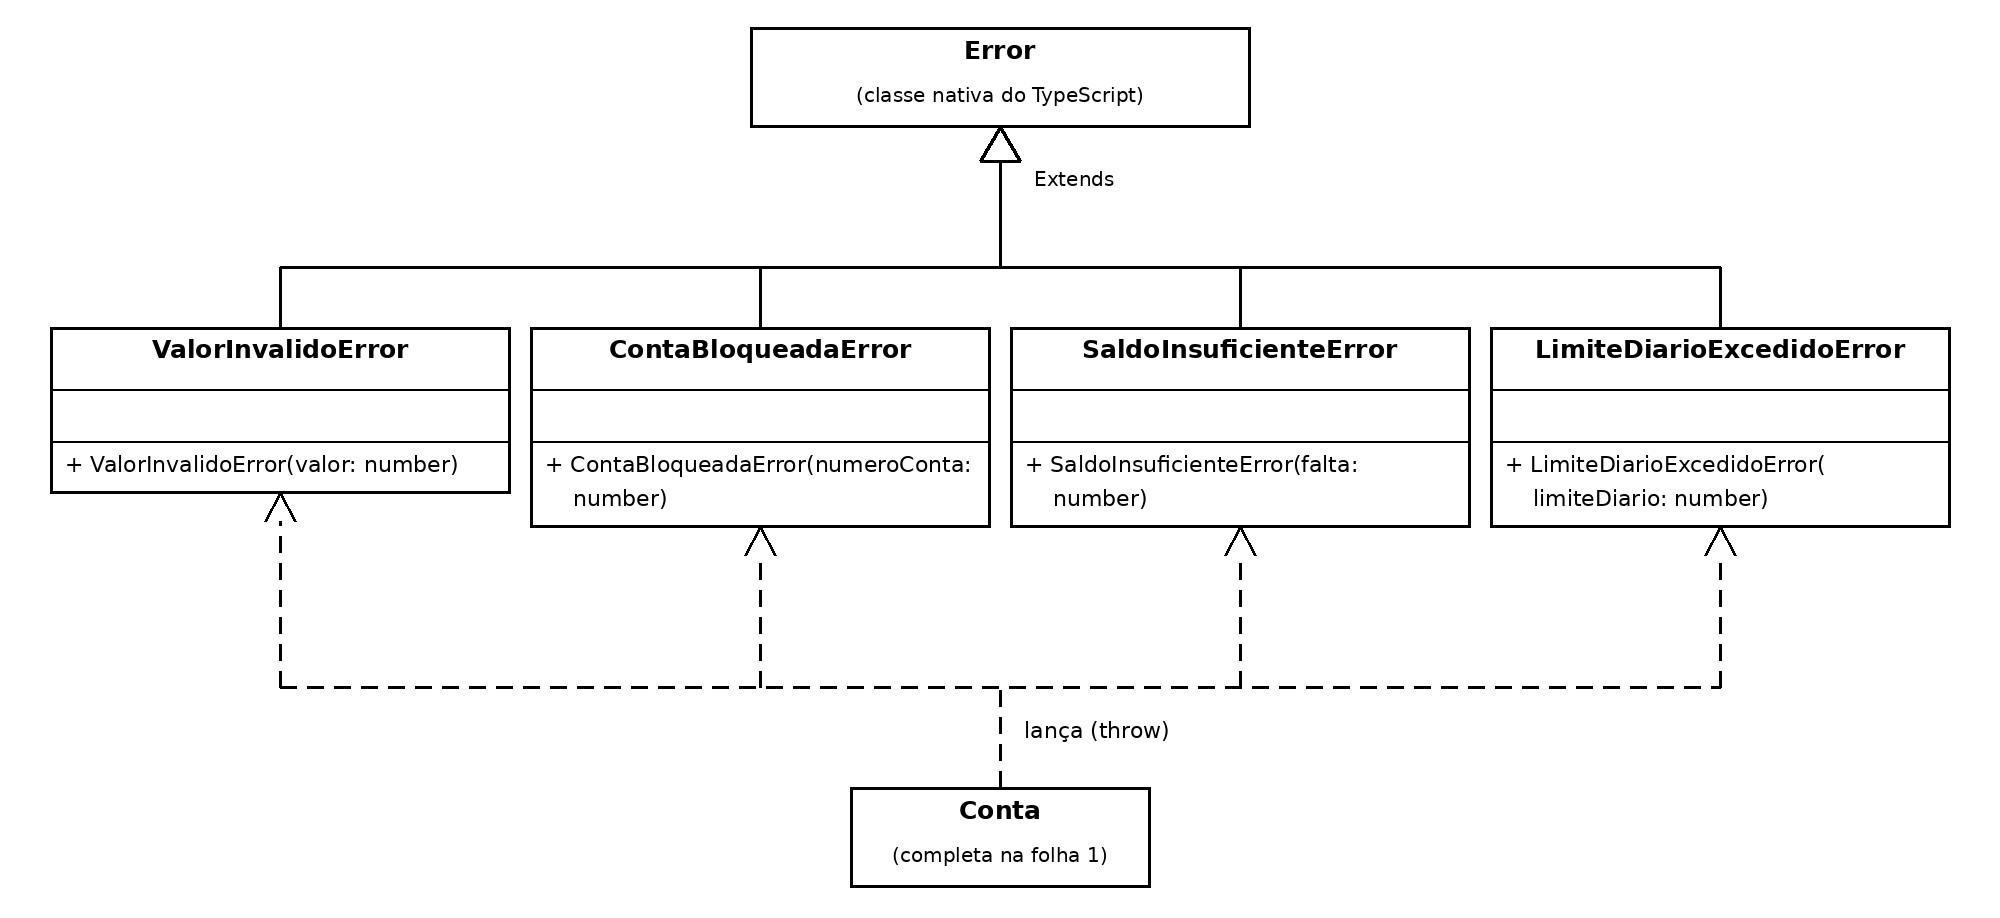 Error
(classe nativa do TypeScript)
Extends
ValorInvalidoError
+ ValorInvalidoError(valor: number)
ContaBloqueadaError
+ ContaBloqueadaError(numeroConta:
number)
SaldoInsuficienteError
+ SaldoInsuficienteError(falta:
number)
LimiteDiarioExcedidoError
+ LimiteDiarioExcedidoError(
limiteDiario: number)
lança (throw)
Conta
(completa na folha 1)